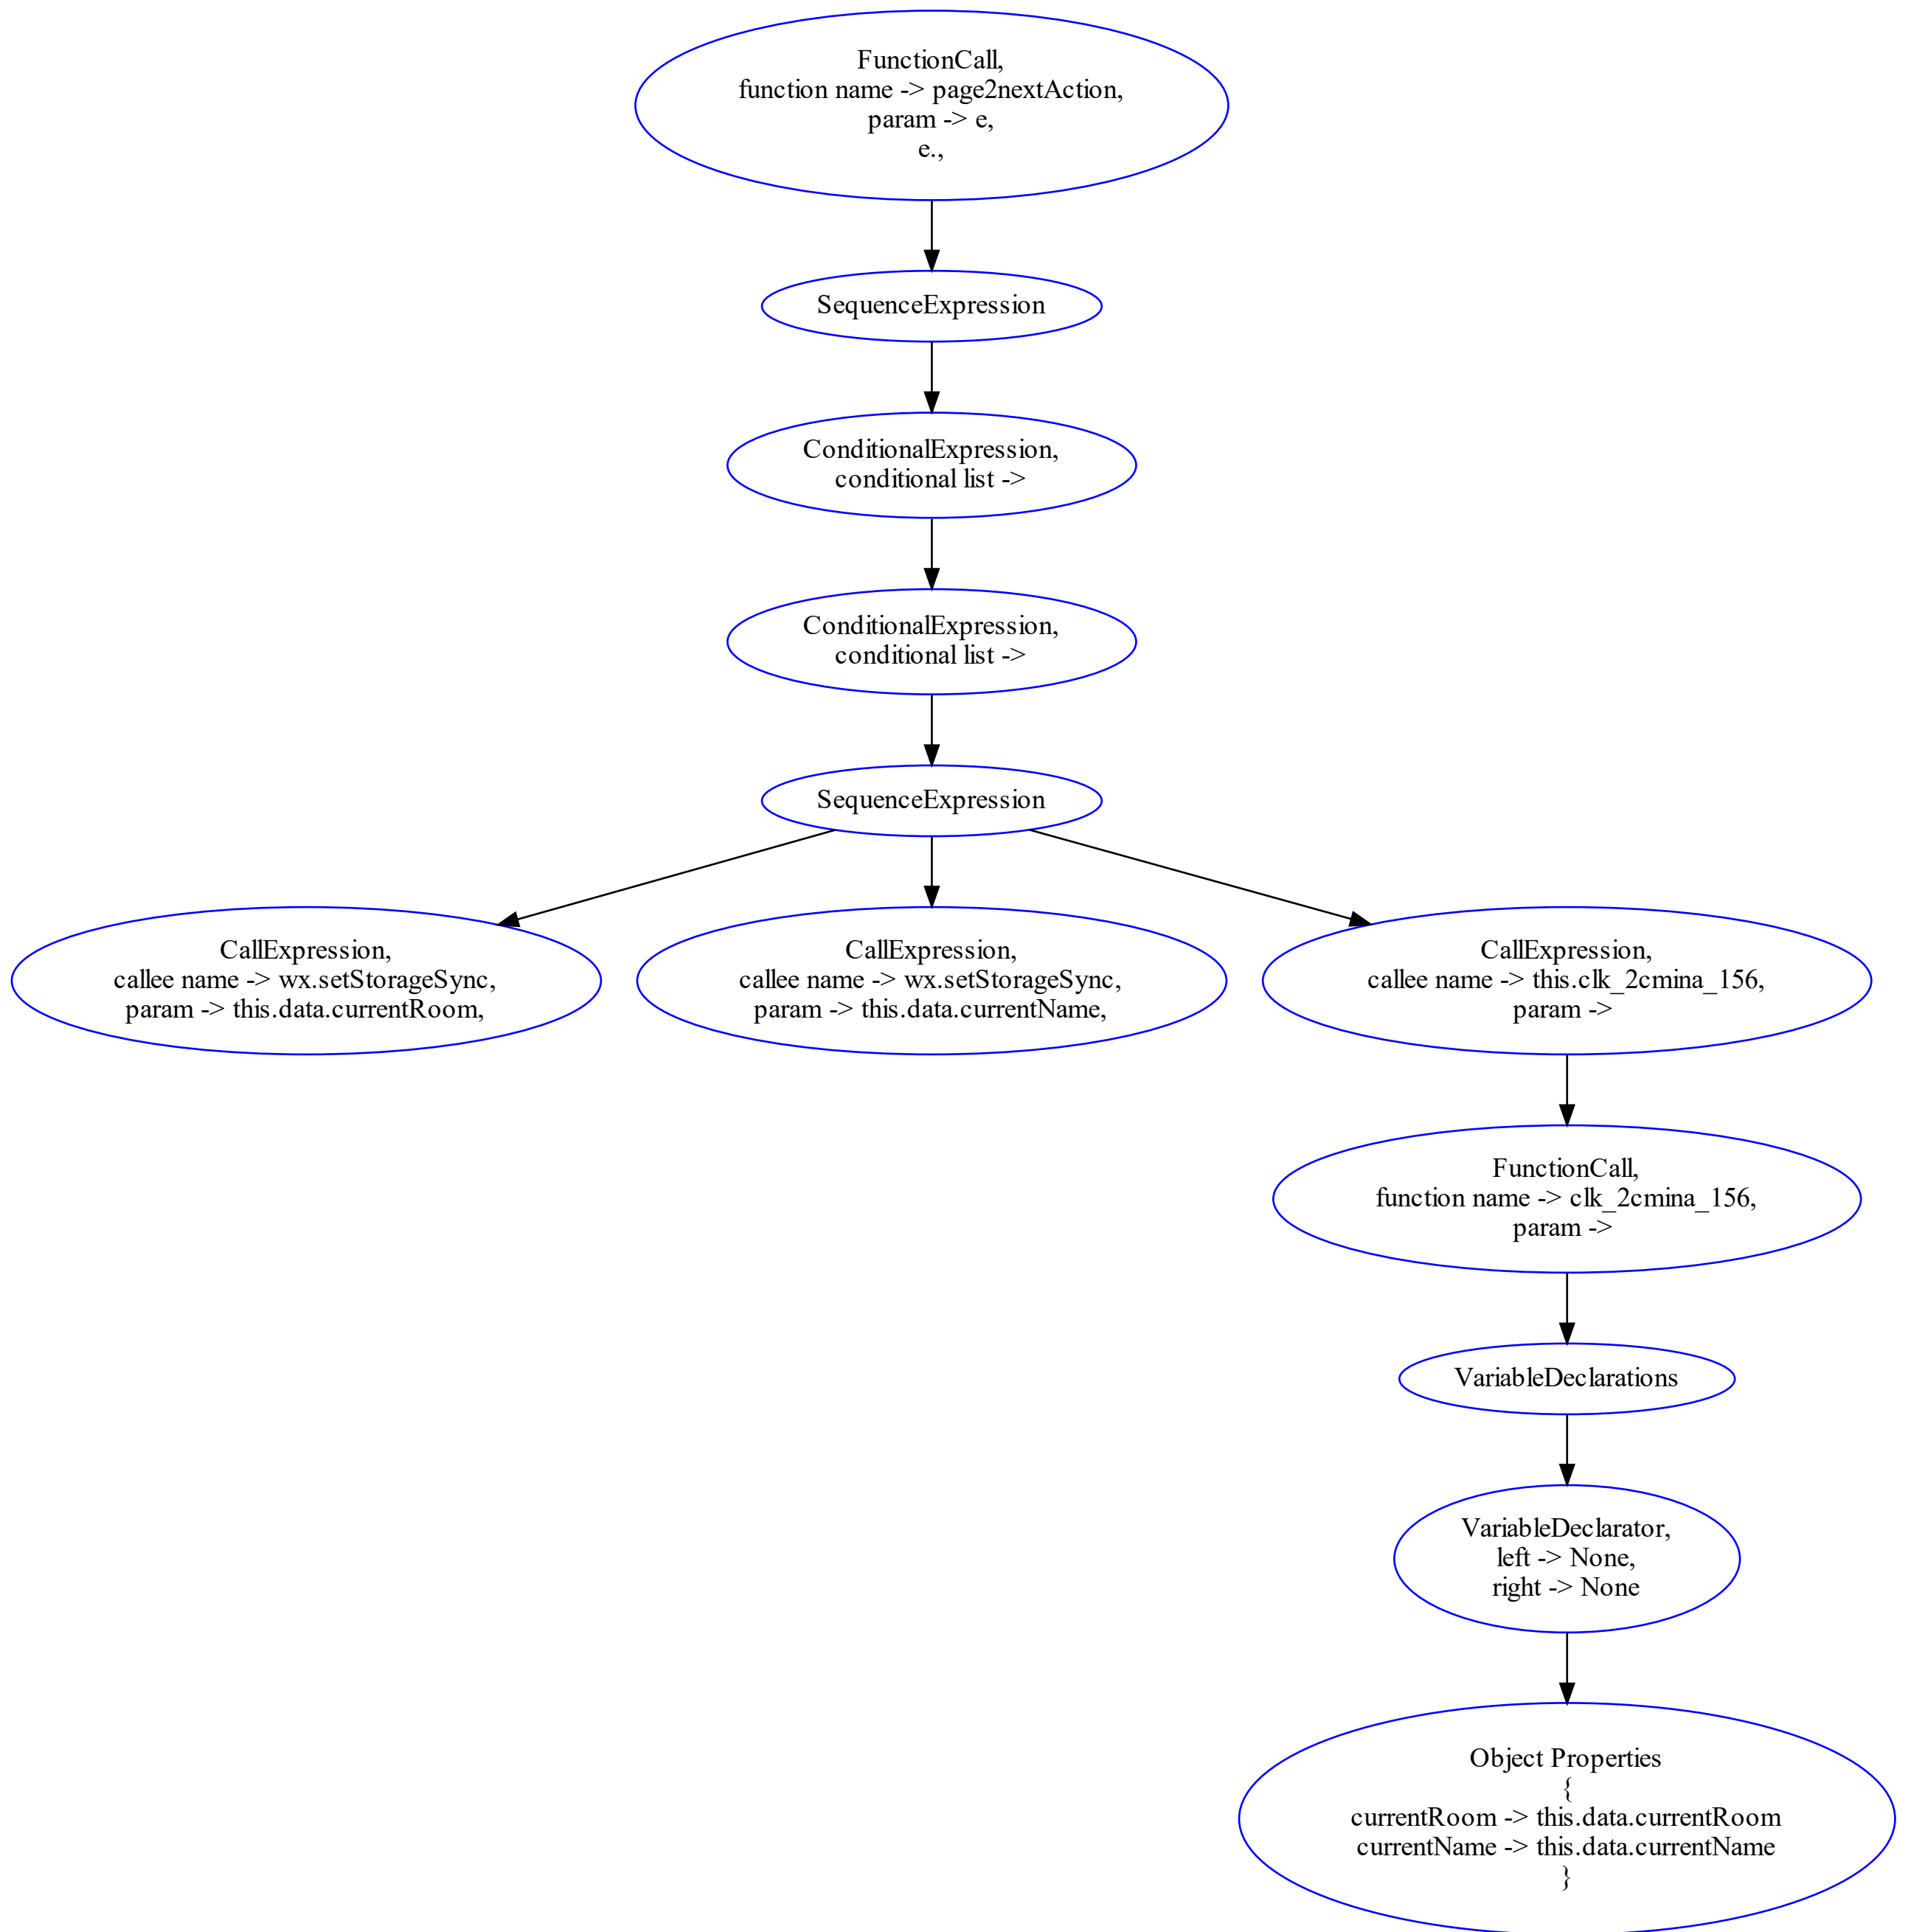 FunctionCall,
function name -> page2nextAction,
param -> e,
e.,
SequenceExpression
ConditionalExpression,
conditional list ->
ConditionalExpression,
conditional list ->
SequenceExpression
CallExpression,
callee name -> wx.setStorageSync,
param -> this.data.currentRoom,
CallExpression,
callee name -> wx.setStorageSync,
param -> this.data.currentName,
CallExpression,
callee name -> this.clk_2cmina_156,
param ->
FunctionCall,
function name -> clk_2cmina_156,
param ->
VariableDeclarations
VariableDeclarator,
left -> None,
right -> None
Object Properties
{
currentRoom -> this.data.currentRoom
currentName -> this.data.currentName
}